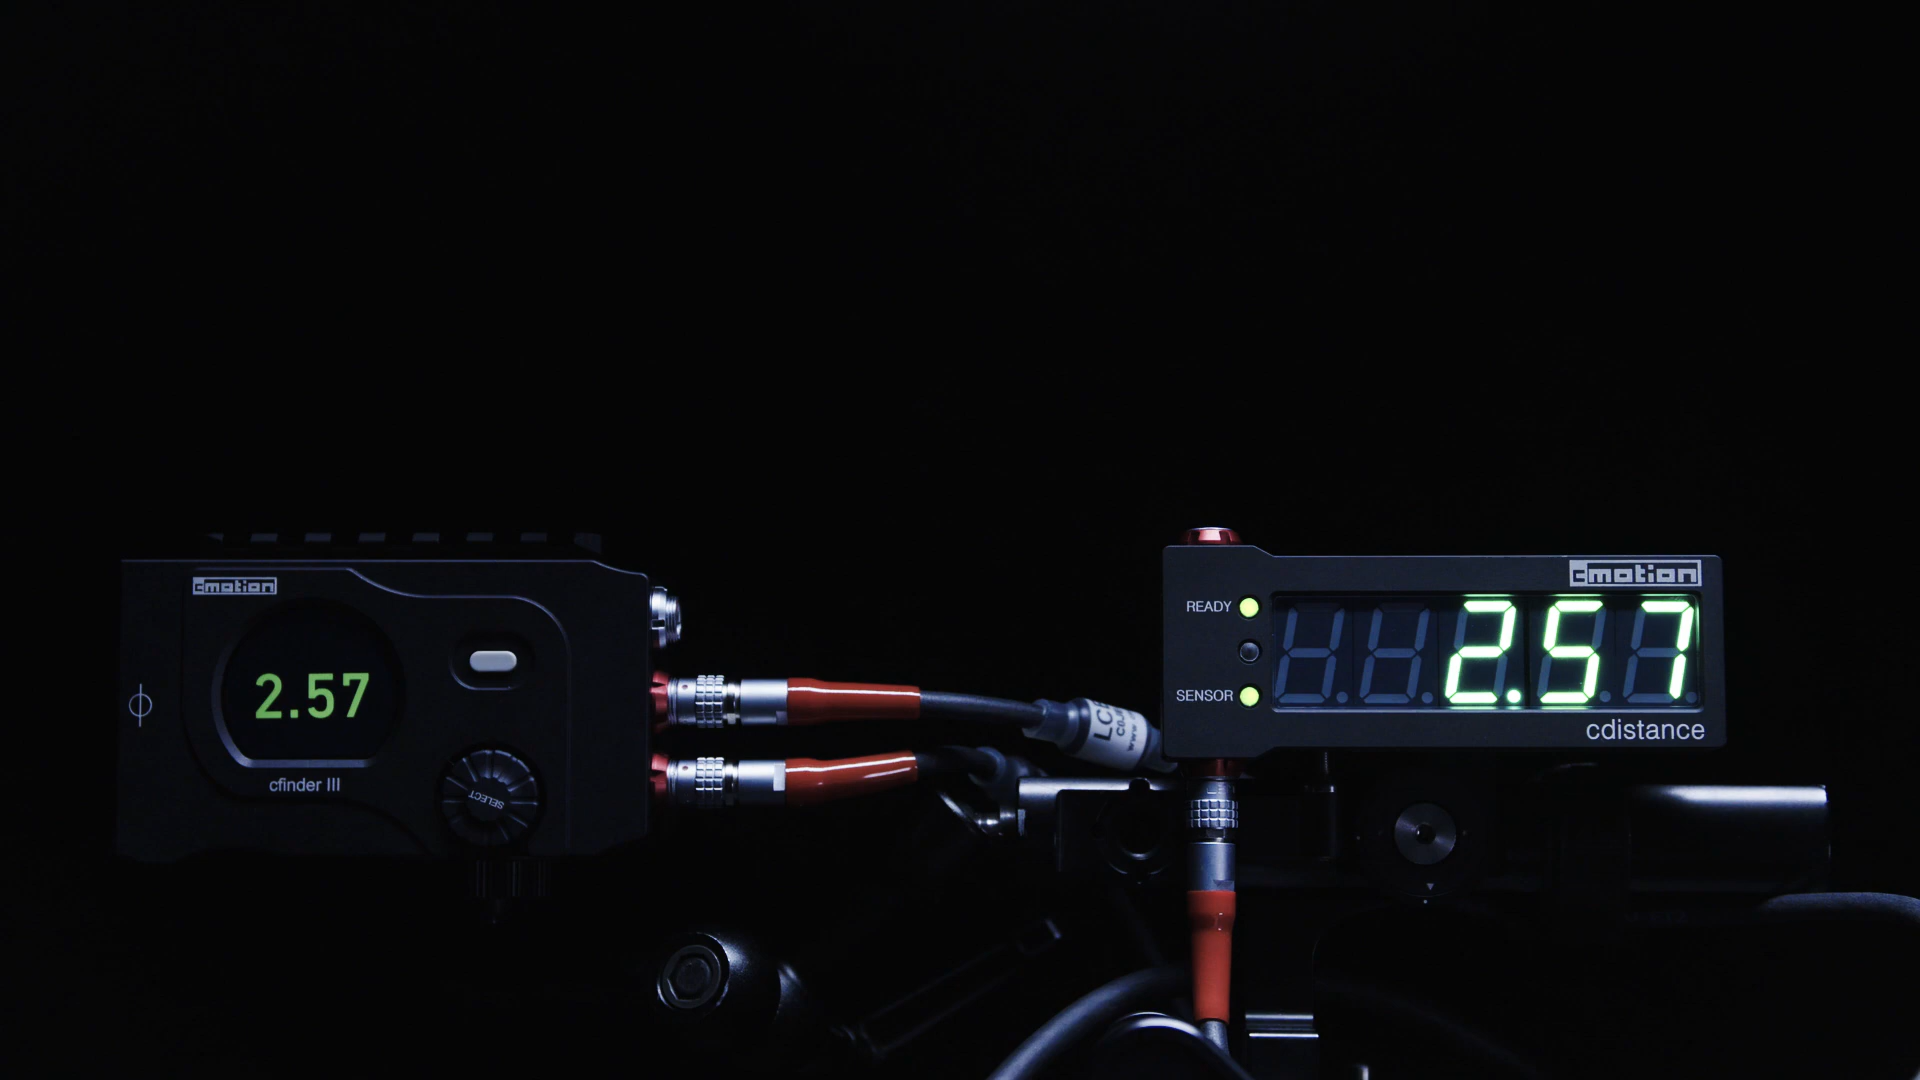 cmotion
2.57
cfinder III
SELECT
cmotion
READY
2.57
SENSOR
cdistance